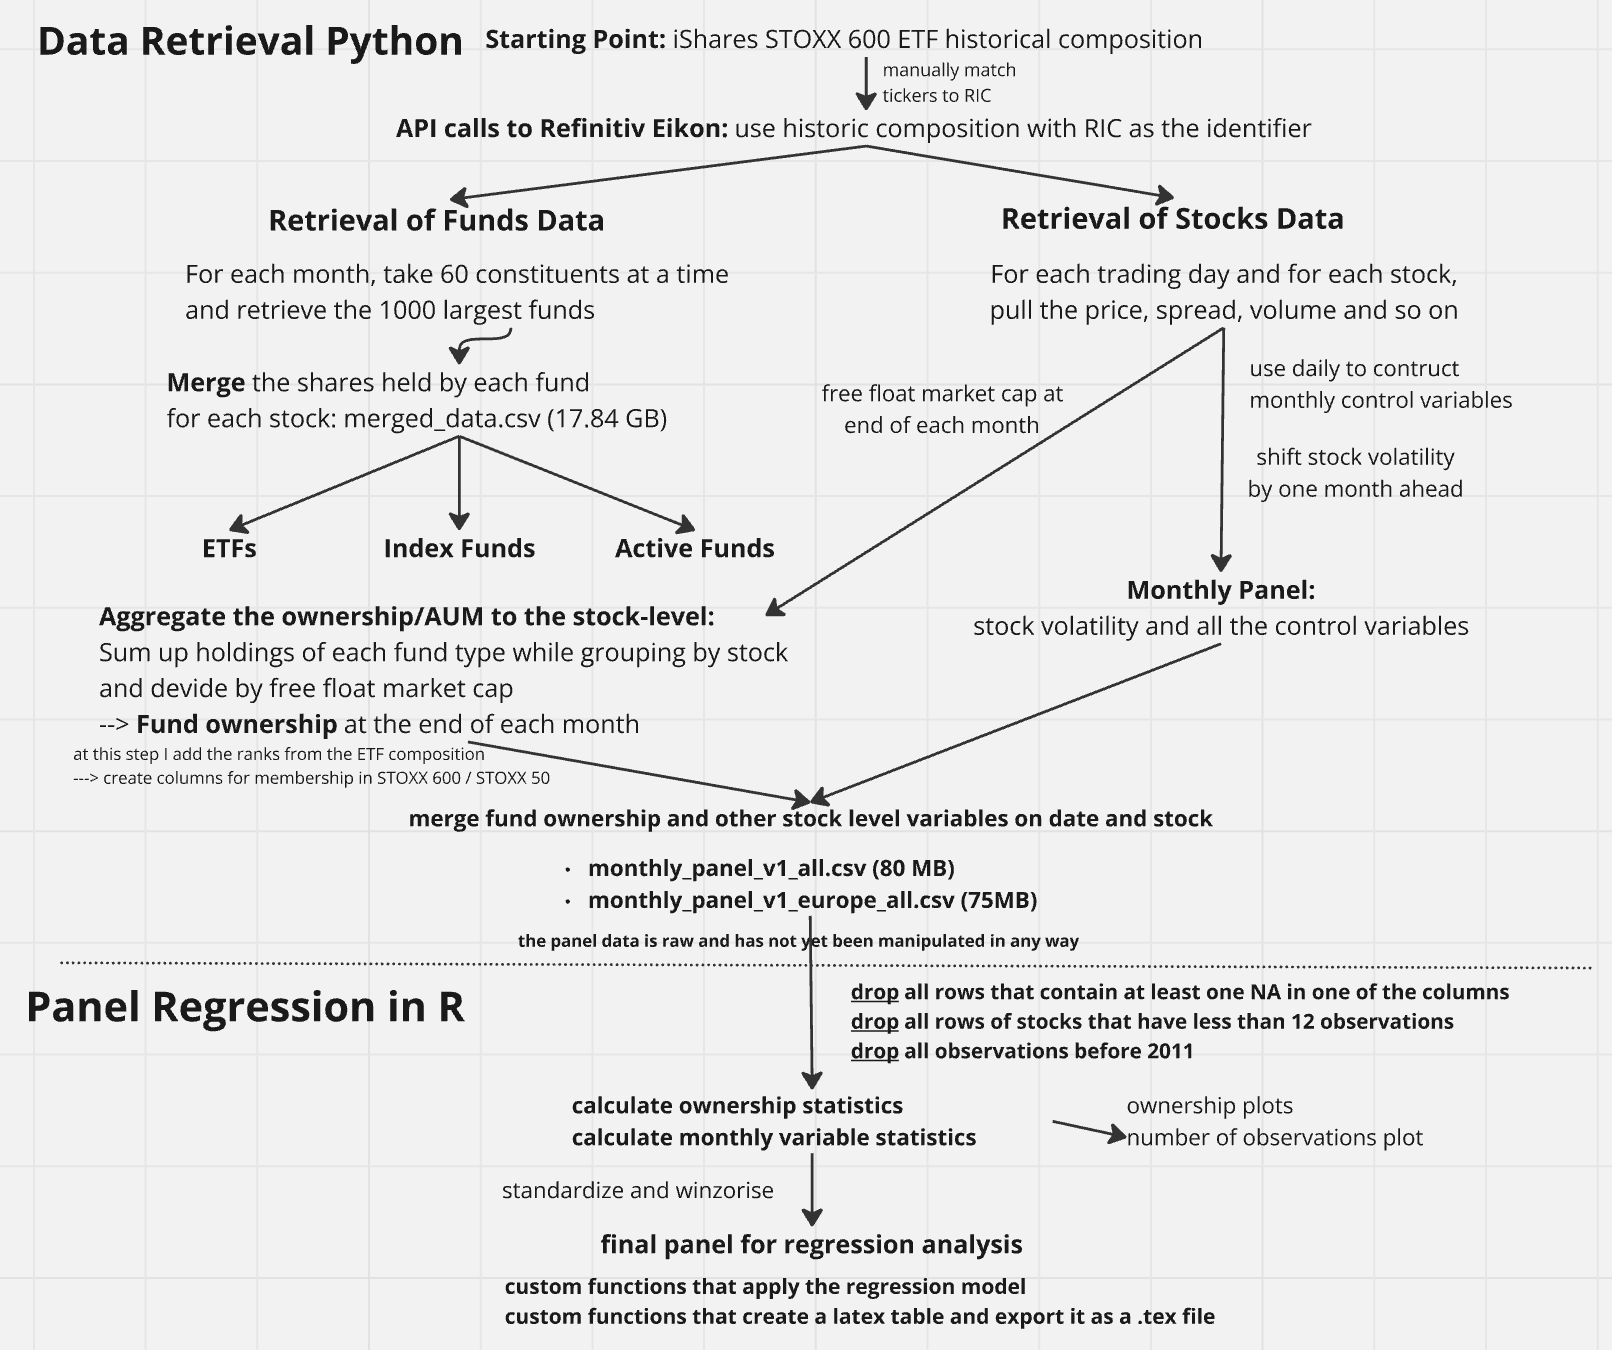 Data Retrieval Python
Starting Point: iShares STOXX 600 ETF historical composition
manually match
tickers to RIC
API calls to Refinitiv Eikon: use historic composition with RIC as the identifier
Retrieval of Funds Data
For each month, take 60 constituents at a time
and retrieve the 1000 largest funds
Merge the shares held by each fund
for each stock: merged_data.csv (17.84 GB)
ETFs
Index Funds
Active Funds
Retrieval of Stocks Data
For each trading day and for each stock,
pull the price, spread, volume and so on
free float market cap at
end of each month
use daily to contruct
monthly control variables
shift stock volatility
by one month ahead
Aggregate the ownership/AUM to the stock-level:
Sum up holdings of each fund type while grouping by stock
and devide by free float market cap
--> Fund ownership at the end of each month
at this step I add the ranks from the ETF composition
---> create columns for membership in STOXX 600 / STOXX 50
Monthly Panel:
stock volatility and all the control variables
merge fund ownership and other stock level variables on date and stock
· monthly_panel_v1_all.csv (80 MB)
· monthly_panel_v1_europe_all.csv (75MB)
the panel data is raw and has not yet been manipulated in any way
Panel Regression in R
drop all rows that contain at least one NA in one of the columns
drop all rows of stocks that have less than 12 observations
drop all observations before 2011
calculate ownership statistics
calculate monthly variable statistics
ownership plots
number of observations plot
standardize and winzorise
final panel for regression analysis
custom functions that apply the regression model
custom functions that create a latex table and export it as a .tex file